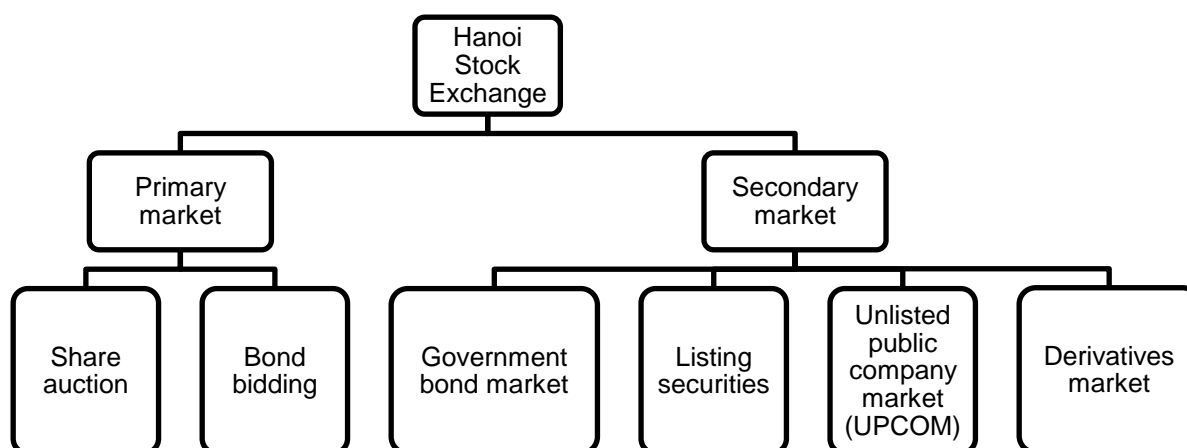 Hanoi
Stock
Exchange
Primary
market
Secondary
market
Share
auction
Bond
bidding
Government
bond market
Listing
securities
Unlisted
public
company
market
(UPCOM)
Derivatives
market